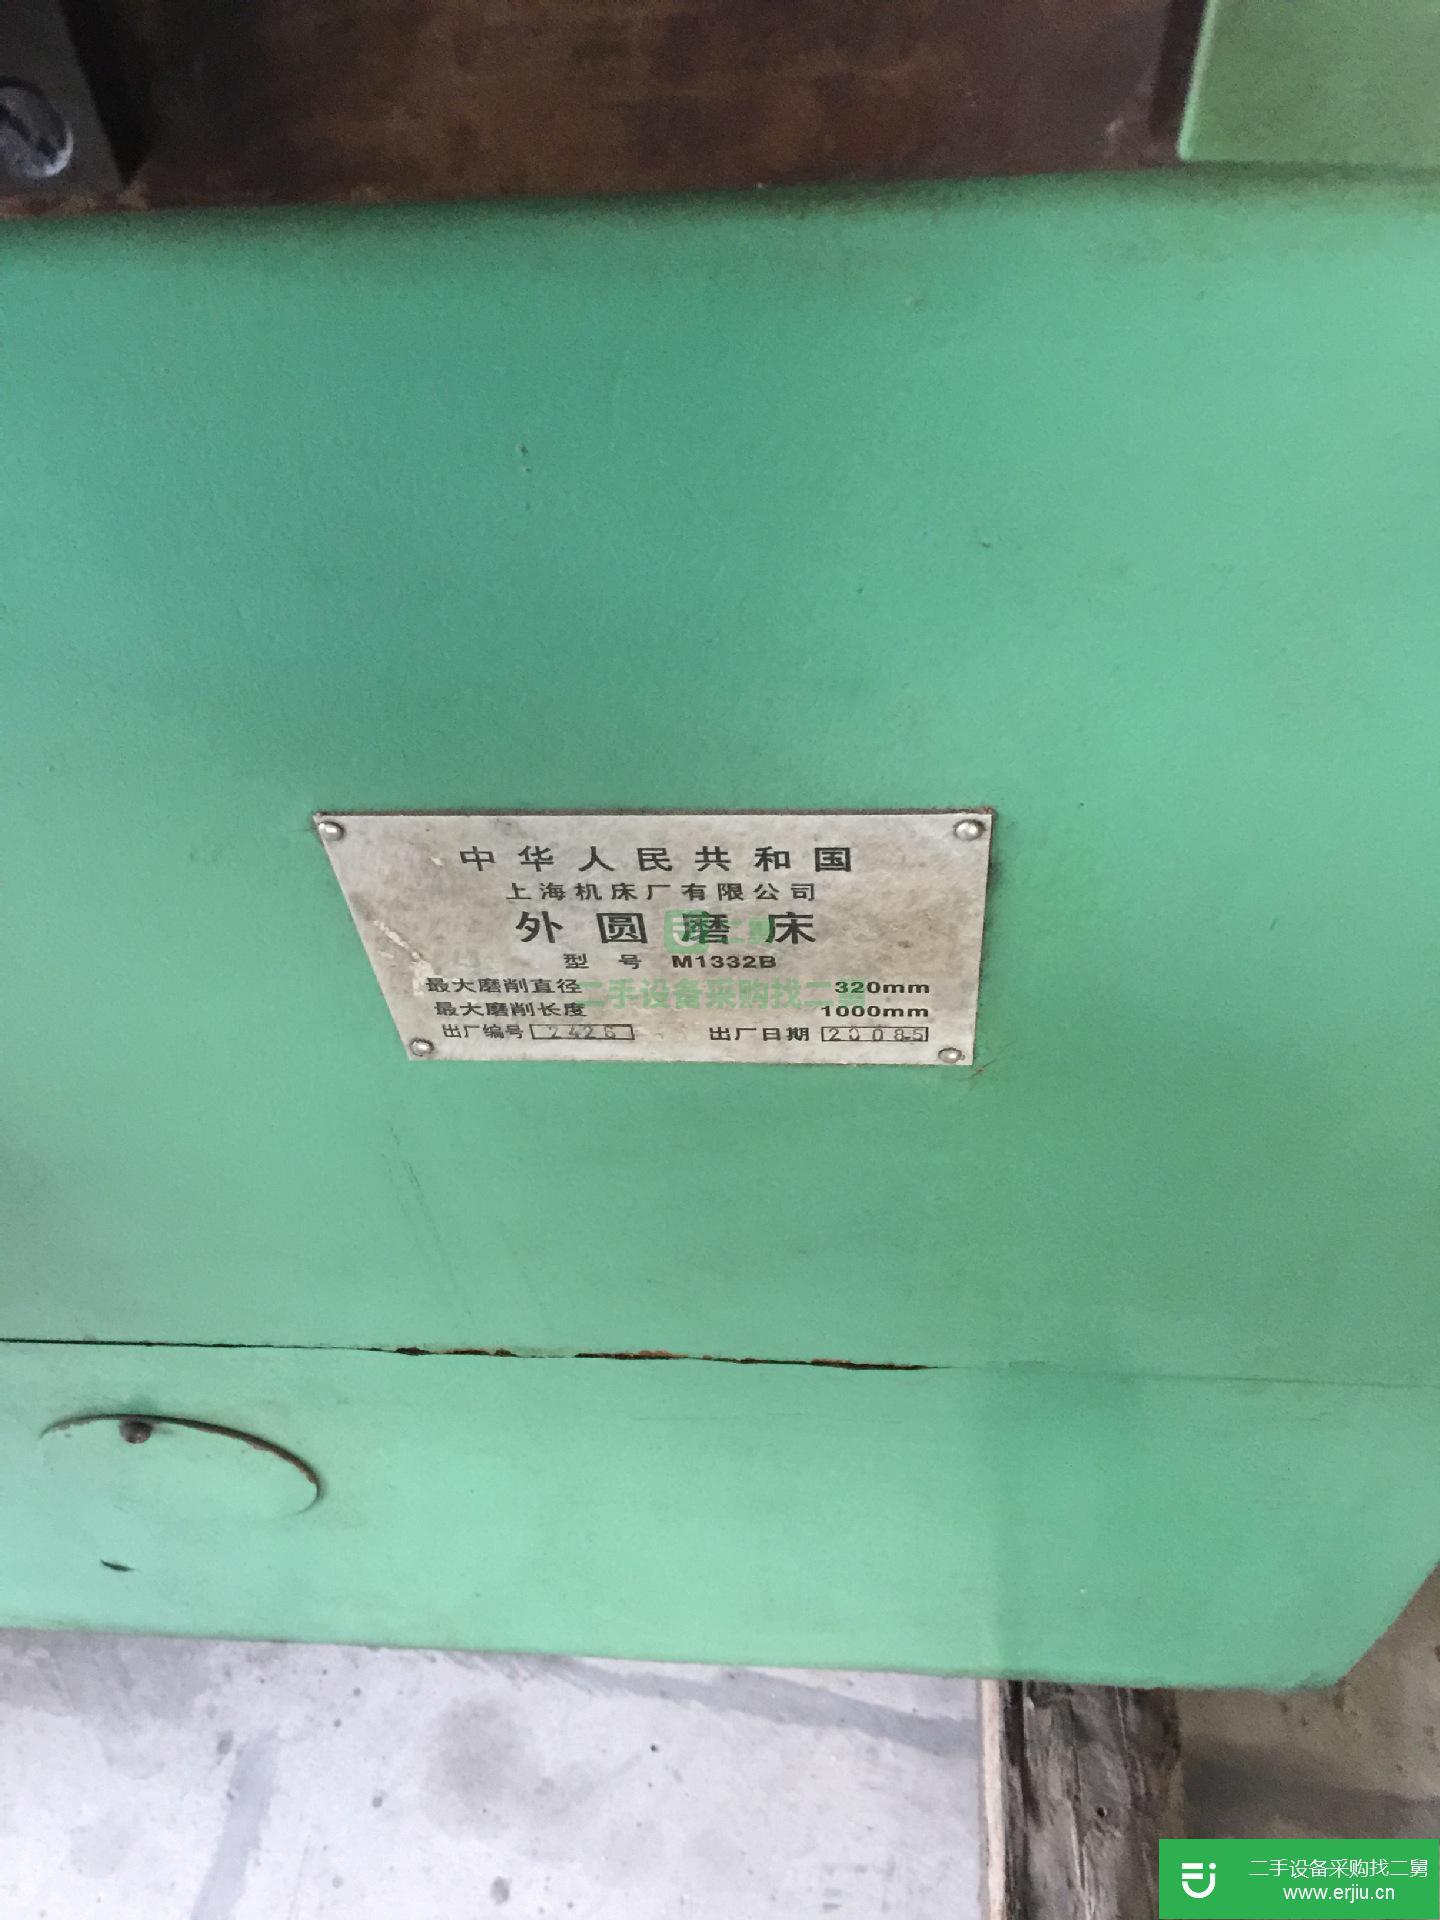 中华人民共和国
上海机床厂有限公司
外圆磨床
型号 M1332B
最大磨削直径 320mm
最大磨削长度 1000mm
出厂编号 2426 出厂日期 20085
二舅
二手设备采购找二舅
二手设备采购找二舅
www.erjiu.cn